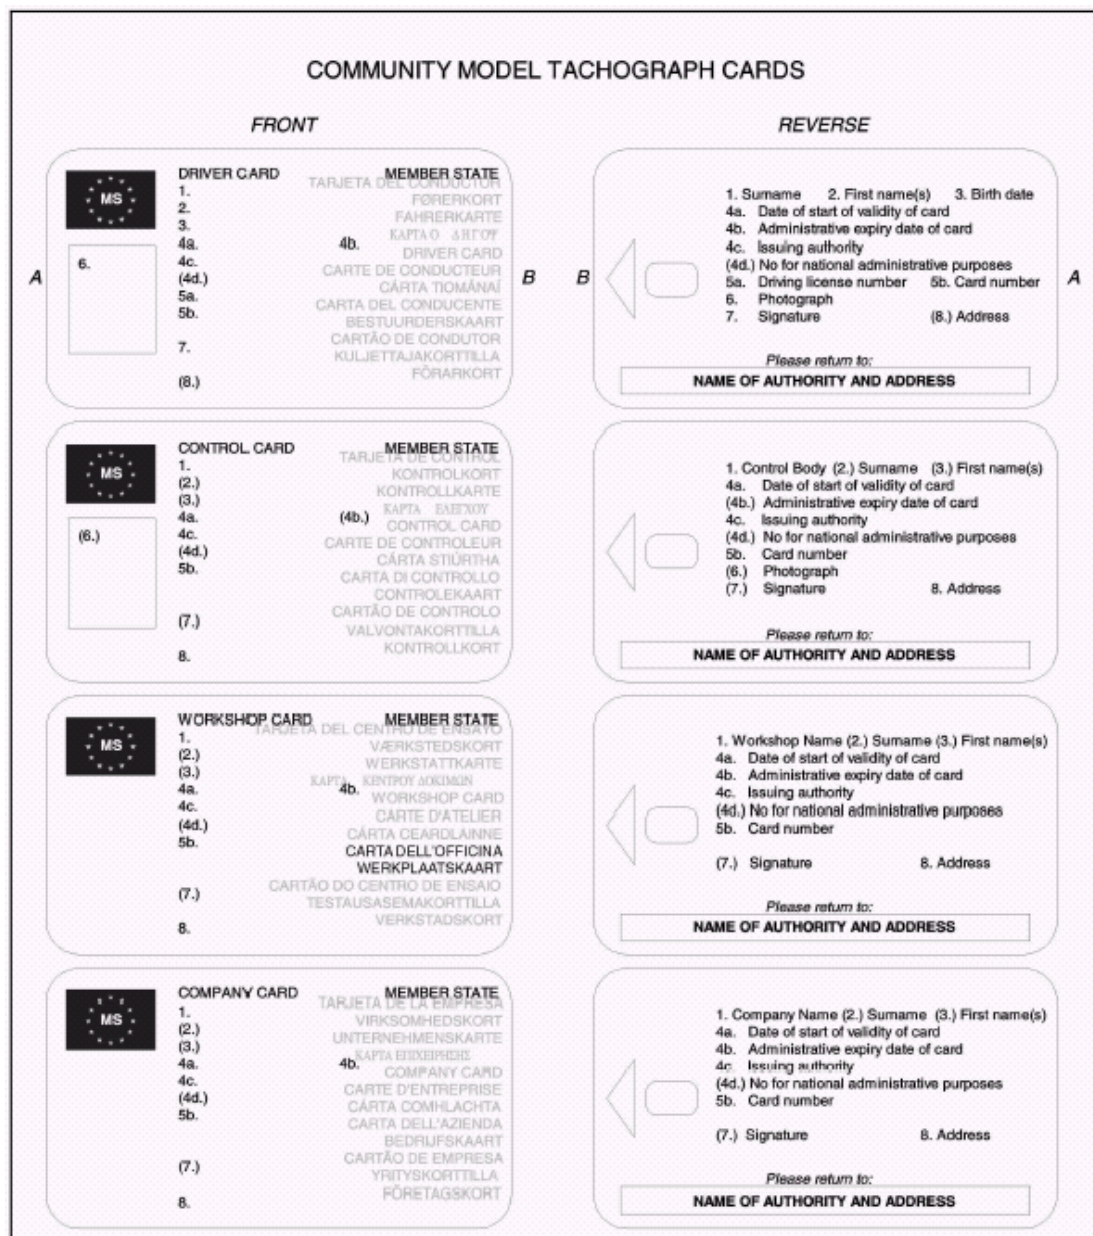 COMMUNITY MODEL TACHOGRAPH CARDS
FRONT
REVERSE
A
B
B
A
MS
DRIVER CARD MEMBER STATE
1.
2.
3.
4a. 4b.
4c.
(4d.)
5a.
5b.
6.
7.
(8.)
TARJETA DEL CONDUCTOR
FØRERKORT
FAHRERKARTE
ΚΑΡΤΑ Ο ΔΗΓΟΥ
DRIVER CARD
CARTE DE CONDUCTEUR
CÁRTA TIOMÁNAÍ
CARTA DEL CONDUCENTE
BESTUURDERSKAART
CARTÃO DE CONDUTOR
KULJETTAJAKORTTILLA
FÖRARKORT
1. Surname 2. First name(s) 3. Birth date
4a. Date of start of validity of card
4b. Administrative expiry date of card
4c. Issuing authority
(4d.) No for national administrative purposes
5a. Driving license number 5b. Card number
6. Photograph
7. Signature (8.) Address
Please return to:
NAME OF AUTHORITY AND ADDRESS
MS
CONTROL CARD MEMBER STATE
1.
(2.)
(3.)
4a. (4b.)
4c.
(4d.)
5b.
(6.)
(7.)
8.
TARJETA DE CONTROL
KONTROLKORT
KONTROLLKARTE
ΚΑΡΤΑ ΕΛΕΓΧΟΥ
CONTROL CARD
CARTE DE CONTROLEUR
CÁRTA STIÚRTHA
CARTA DI CONTROLLO
CONTROLEKAART
CARTÃO DE CONTROLO
VALVONTAKORTTILLA
KONTROLLKORT
1. Control Body (2.) Surname (3.) First name(s)
4a. Date of start of validity of card
(4b.) Administrative expiry date of card
4c. Issuing authority
(4d.) No for national administrative purposes
5b. Card number
(6.) Photograph
(7.) Signature 8. Address
Please return to:
NAME OF AUTHORITY AND ADDRESS
MS
WORKSHOP CARD MEMBER STATE
1.
(2.)
(3.)
4a. 4b.
4c.
(4d.)
5b.
(7.)
8.
TARJETA DEL CENTRO DE ENSAYO
VÆRKSTEDSKORT
WERKSTATTKARTE
ΚΑΡΤΑ ΚΕΝΤΡΟΥ ΔΟΚΙΜΩΝ
WORKSHOP CARD
CARTE D'ATELIER
CÁRTA CEARDLAINNE
CARTA DELL'OFFICINA
WERKPLAATSKAART
CARTÃO DO CENTRO DE ENSAIO
TESTAUSASEMAKORTTILLA
VERKSTADSKORT
1. Workshop Name (2.) Surname (3.) First name(s)
4a. Date of start of validity of card
4b. Administrative expiry date of card
4c. Issuing authority
(4d.) No for national administrative purposes
5b. Card number
(7.) Signature 8. Address
Please return to:
NAME OF AUTHORITY AND ADDRESS
MS
COMPANY CARD MEMBER STATE
1.
(2.)
(3.)
4a. 4b.
4c.
(4d.)
5b.
(7.)
8.
TARJETA DE LA EMPRESA
VIRKSOMHEDSKORT
UNTERNEHMENSKARTE
ΚΑΡΤΑ ΕΠΙΧΕΙΡΗΣΗΣ
COMPANY CARD
CARTE D'ENTREPRISE
CÁRTA COMHLACHTA
CARTA DELL'AZIENDA
BEDRIJFSKAART
CARTÃO DE EMPRESA
YRITYSKORTTILLA
FÖRETAGSKORT
1. Company Name (2.) Surname (3.) First name(s)
4a. Date of start of validity of card
4b. Administrative expiry date of card
4c. Issuing authority
(4d.) No for national administrative purposes
5b. Card number
(7.) Signature 8. Address
Please return to:
NAME OF AUTHORITY AND ADDRESS